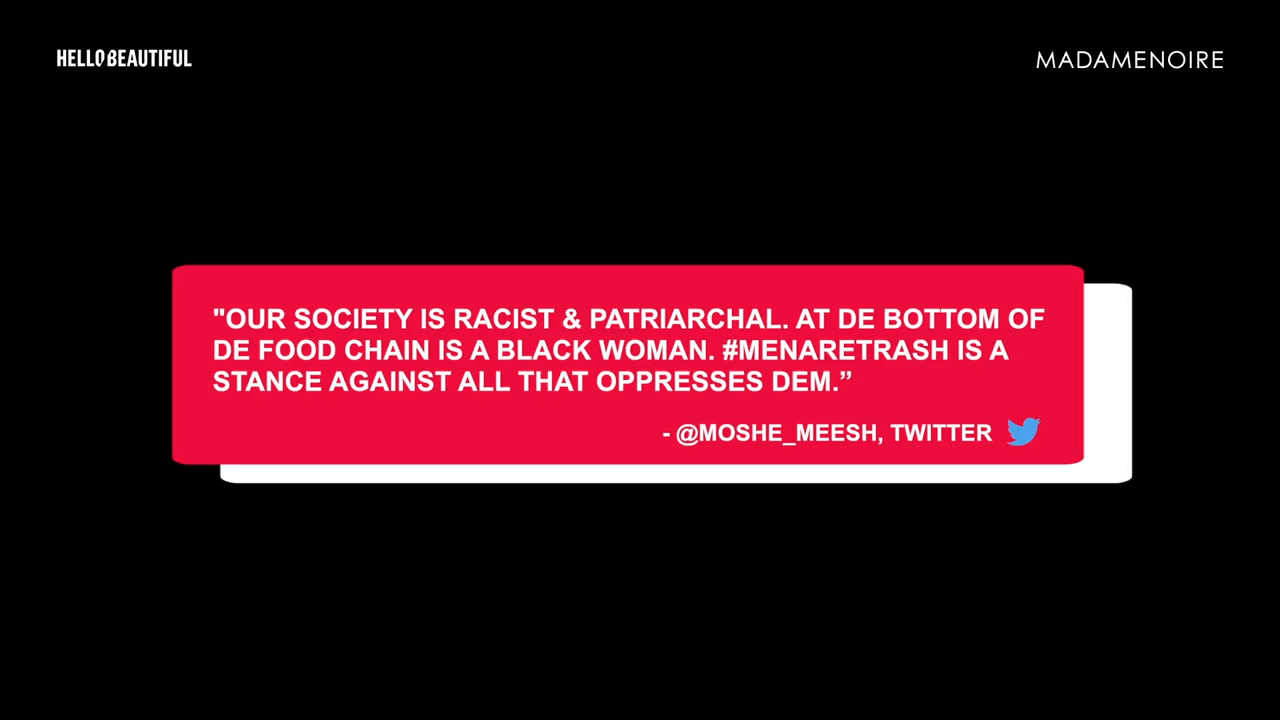 HELLOBEAUTIFUL
MADAMENOIRE
"OUR SOCIETY IS RACIST & PATRIARCHAL. AT DE BOTTOM OF
DE FOOD CHAIN IS A BLACK WOMAN. #MENARETRASH IS A
STANCE AGAINST ALL THAT OPPRESSES DEM.”
- @MOSHE_MEESH, TWITTER